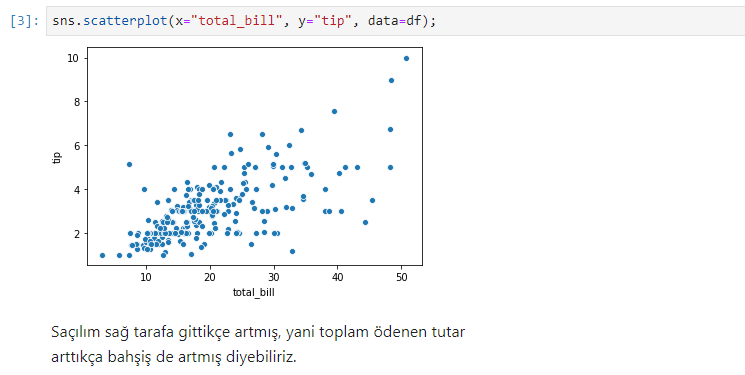 [3]: sns.scatterplot(x="total_bill", y="tip", data=df);
10
8
6
4
2
tip
10 20 30 40 50
total_bill
Saçılım sağ tarafa gittikçe artmış, yani toplam ödenen tutar
arttıkça bahşiş de artmış diyebiliriz.